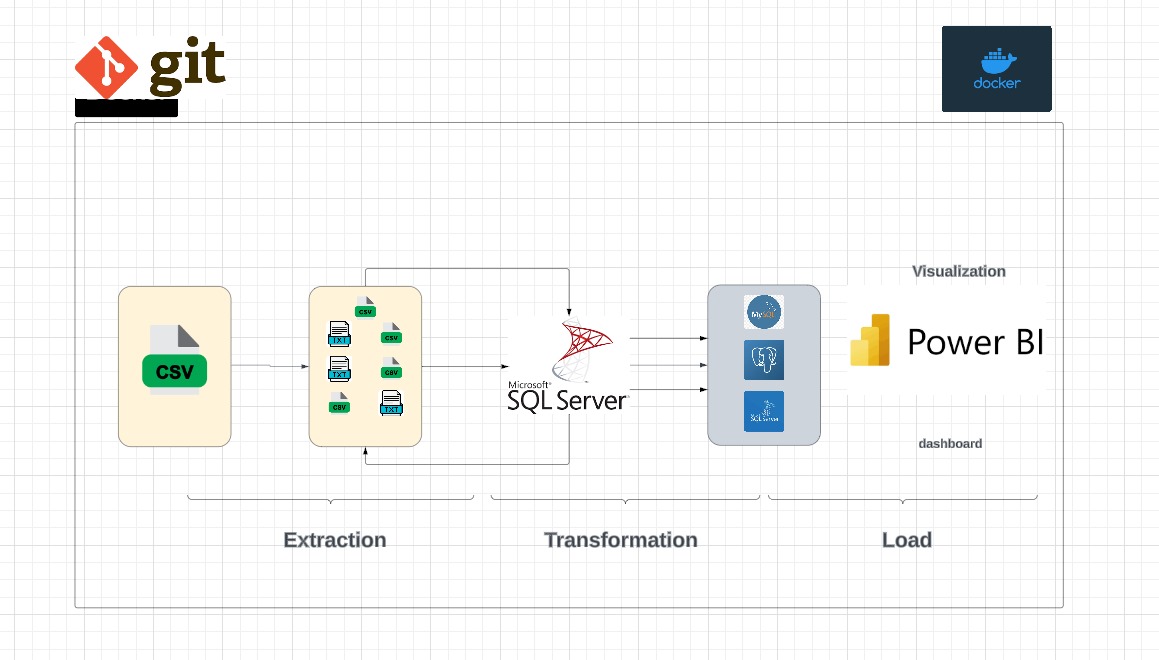 git
docker
Visualization
CSV
CSV
TXT
CSV
TXT
CSV
CSV
TXT
Microsoft®
SQL Server
MySQL
SQL Server
Power BI
dashboard
Extraction
Transformation
Load